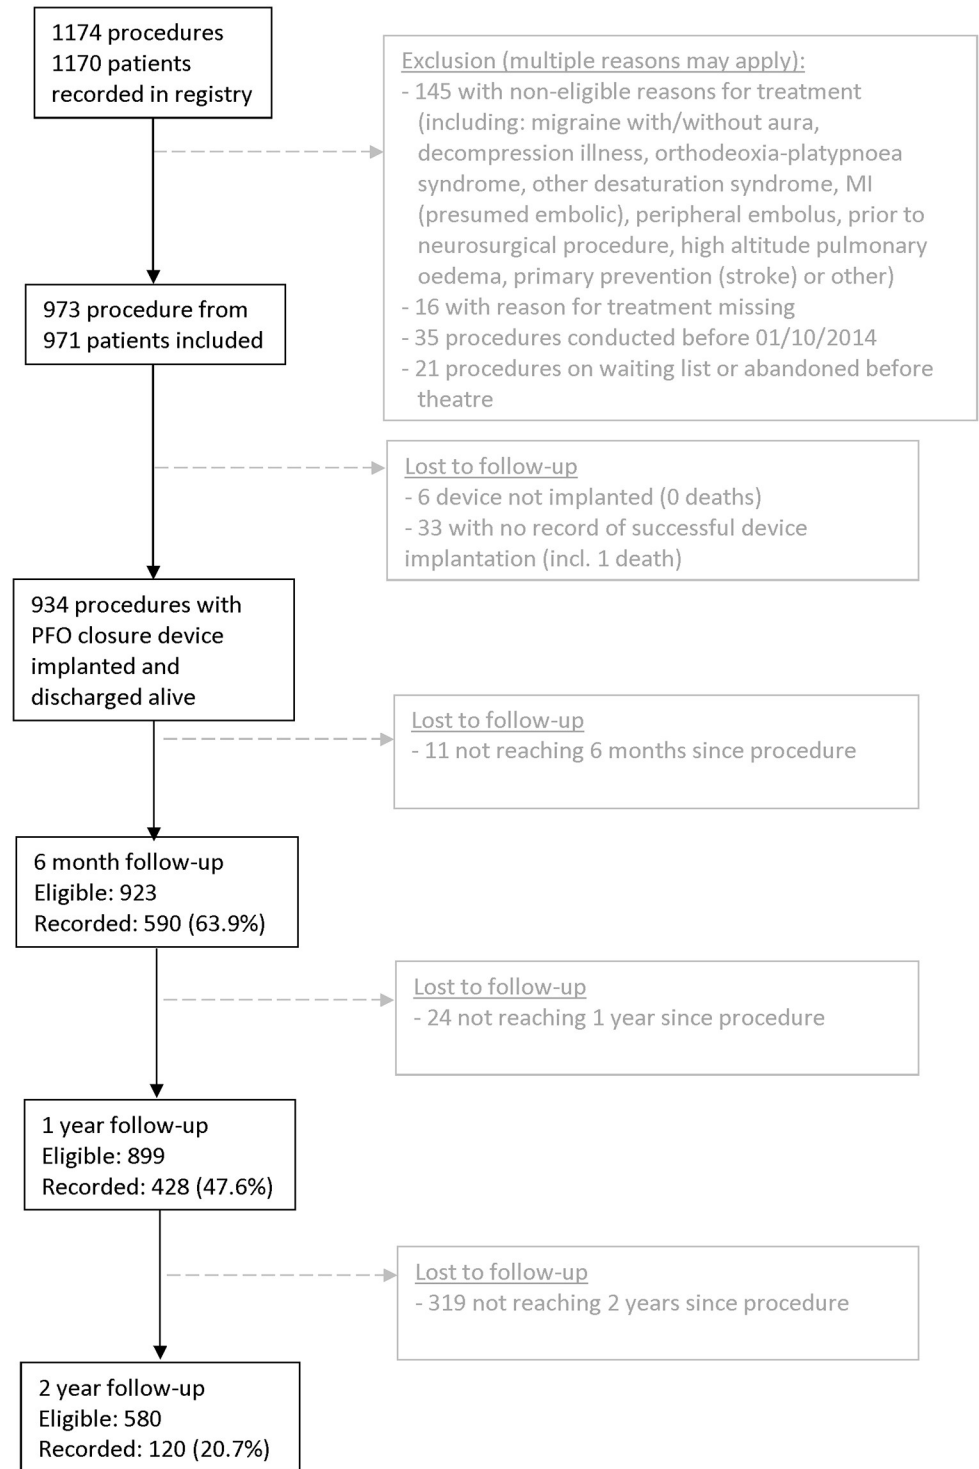 1174 procedures
1170 patients
recorded in registry
Exclusion (multiple reasons may apply):
- 145 with non-eligible reasons for treatment
(including: migraine with/without aura,
decompression illness, orthodeoxia-platypnoea
syndrome, other desaturation syndrome, MI
(presumed embolic), peripheral embolus, prior to
neurosurgical procedure, high altitude pulmonary
oedema, primary prevention (stroke) or other)
- 16 with reason for treatment missing
- 35 procedures conducted before 01/10/2014
- 21 procedures on waiting list or abandoned before
theatre
973 procedure from
971 patients included
Lost to follow-up
- 6 device not implanted (0 deaths)
- 33 with no record of successful device
implantation (incl. 1 death)
934 procedures with
PFO closure device
implanted and
discharged alive
Lost to follow-up
- 11 not reaching 6 months since procedure
6 month follow-up
Eligible: 923
Recorded: 590 (63.9%)
Lost to follow-up
- 24 not reaching 1 year since procedure
1 year follow-up
Eligible: 899
Recorded: 428 (47.6%)
Lost to follow-up
- 319 not reaching 2 years since procedure
2 year follow-up
Eligible: 580
Recorded: 120 (20.7%)